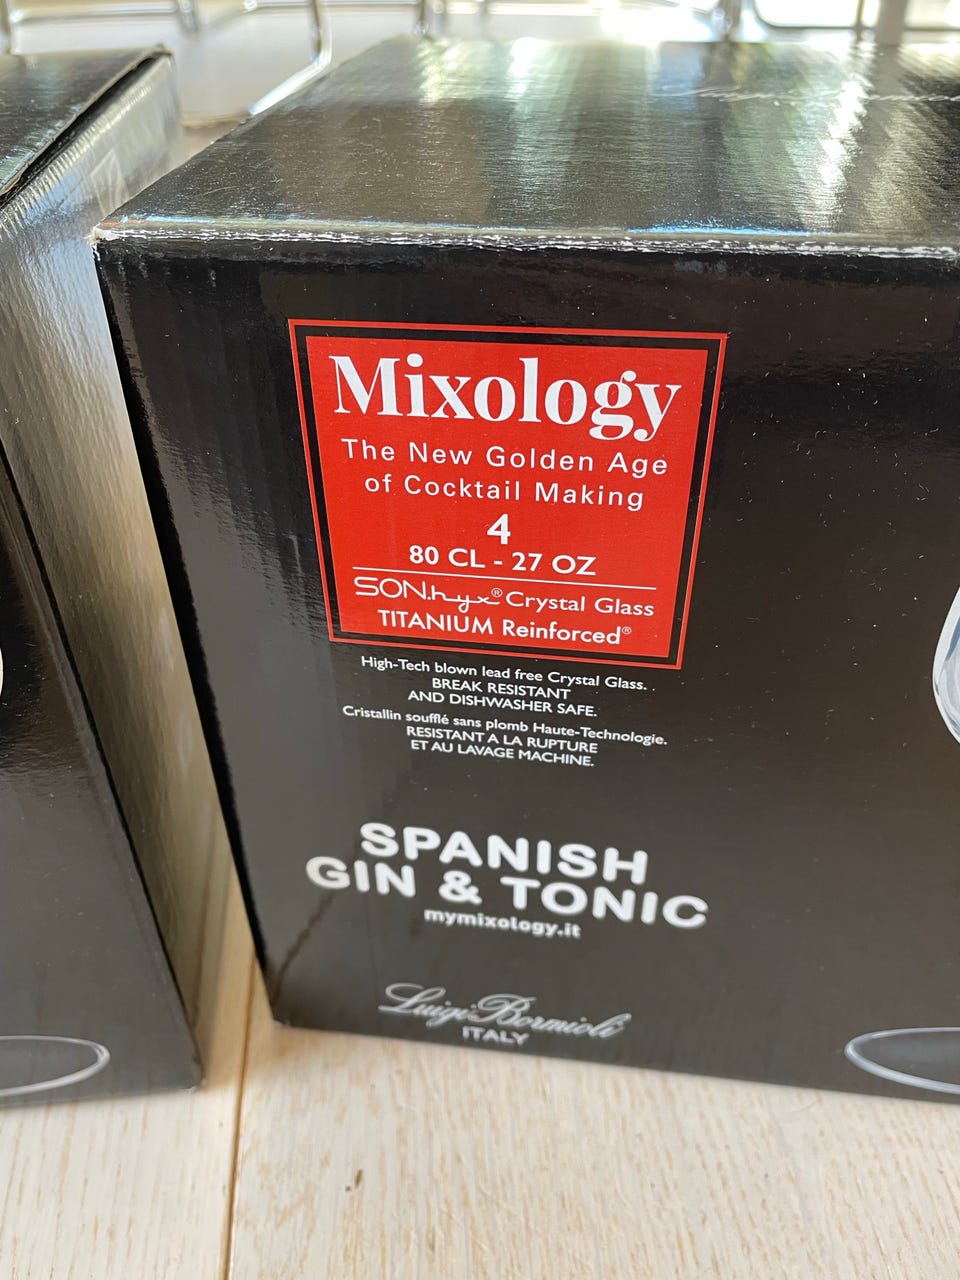 Mixology
The New Golden Age
of Cocktail Making
4
80 CL - 27 OZ
SON.hyx® Crystal Glass
TITANIUM Reinforced®
High-Tech blown lead free Crystal Glass.
BREAK RESISTANT
AND DISHWASHER SAFE.
Cristallin soufflé sans plomb Haute-Technologie.
RESISTANT A LA RUPTURE
ET AU LAVAGE MACHINE.
SPANISH
GIN & TONIC
mymixology.it
Luigi Bormioli
ITALY